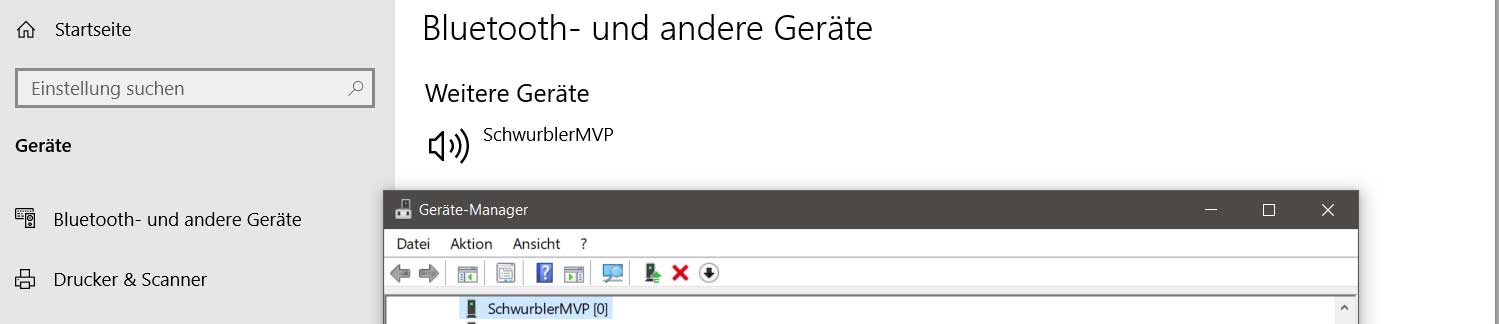 Startseite
Einstellung suchen
Geräte
Bluetooth- und andere Geräte
Drucker & Scanner
Bluetooth- und andere Geräte
Weitere Geräte
SchwurblerMVP
Geräte-Manager
Datei Aktion Ansicht ?
SchwurblerMVP [0]